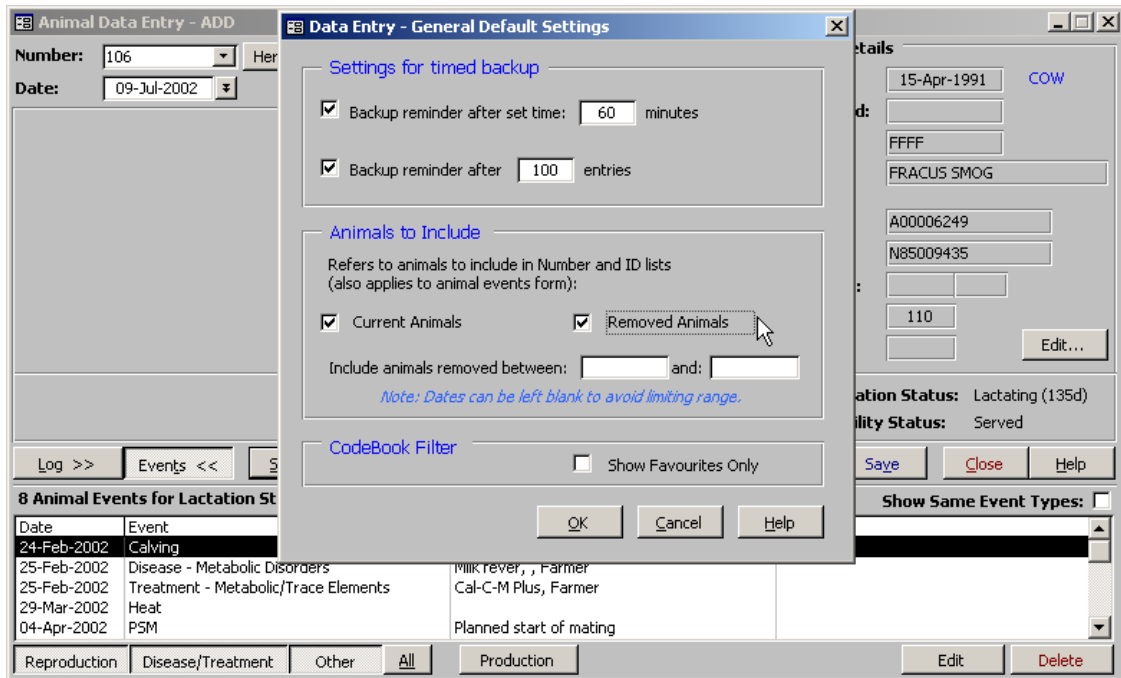 Animal Data Entry - ADD
Number: 106 Her
Date: 09-Jul-2002
Data Entry - General Default Settings
Settings for timed backup
Backup reminder after set time: 60 minutes
Backup reminder after 100 entries
Animals to Include
Refers to animals to include in Number and ID lists
(also applies to animal events form):
Current Animals Removed Animals
Include animals removed between: and:
Note: Dates can be left blank to avoid limiting range.
CodeBook Filter
Show Favourites Only
OK Cancel Help
etails
15-Apr-1991 COW
d:
FFFF
FRACUS SMOG
A00006249
N85009435
:
110
Edit...
ation Status: Lactating (135d)
ility Status: Served
Log >> Events << S Save Close Help
8 Animal Events for Lactation St Show Same Event Types:
Date Event
24-Feb-2002 Calving
25-Feb-2002 Disease - Metabolic Disorders Milk fever, , Farmer
25-Feb-2002 Treatment - Metabolic/Trace Elements Cal-C-M Plus, Farmer
29-Mar-2002 Heat
04-Apr-2002 PSM Planned start of mating
Reproduction Disease/Treatment Other All Production Edit Delete